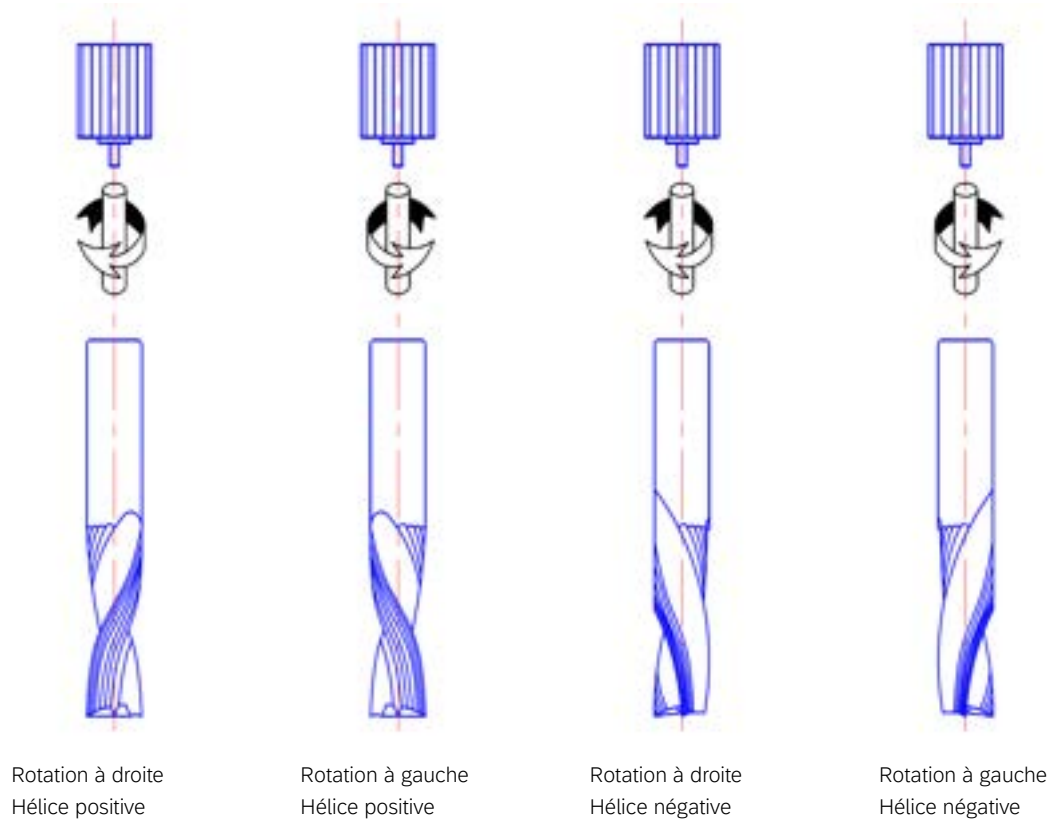 Rotation à droite
Hélice positive
Rotation à gauche
Hélice positive
Rotation à droite
Hélice négative
Rotation à gauche
Hélice négative